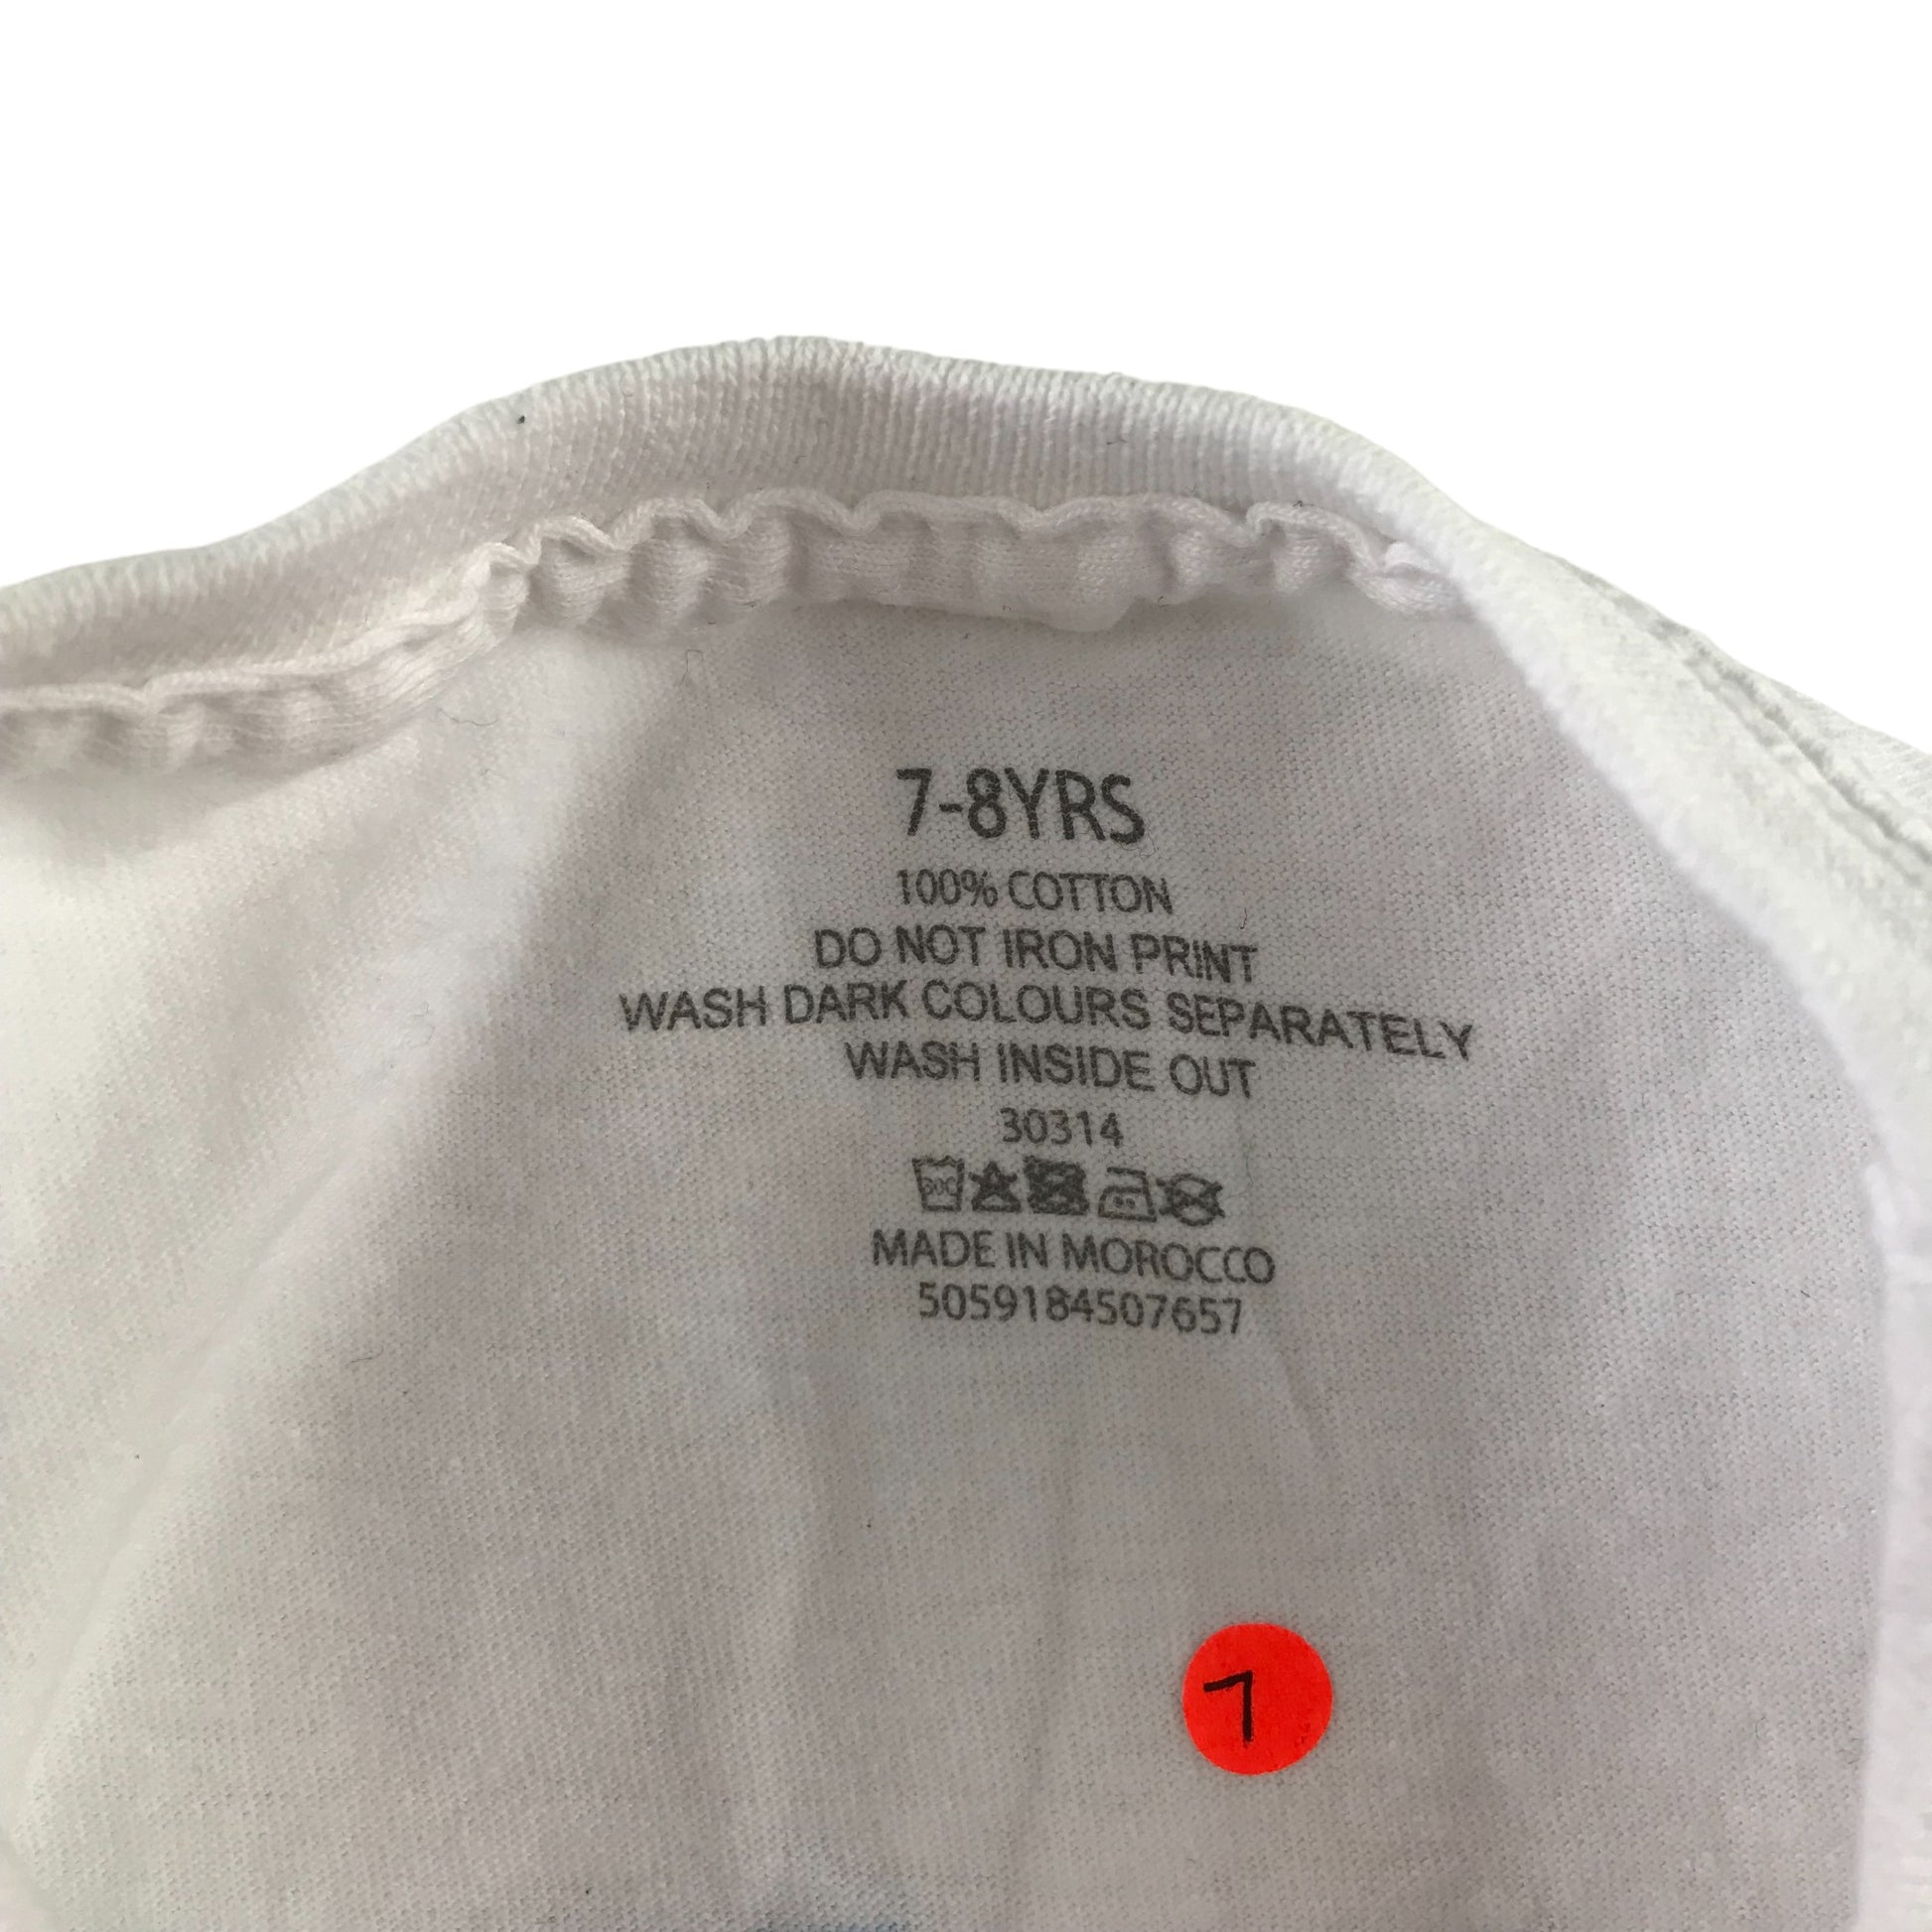 7-8YRS
100% COTTON
DO NOT IRON PRINT
WASH DARK COLOURS SEPARATELY
WASH INSIDE OUT
30314
MADE IN MOROCCO
5059184507657
7